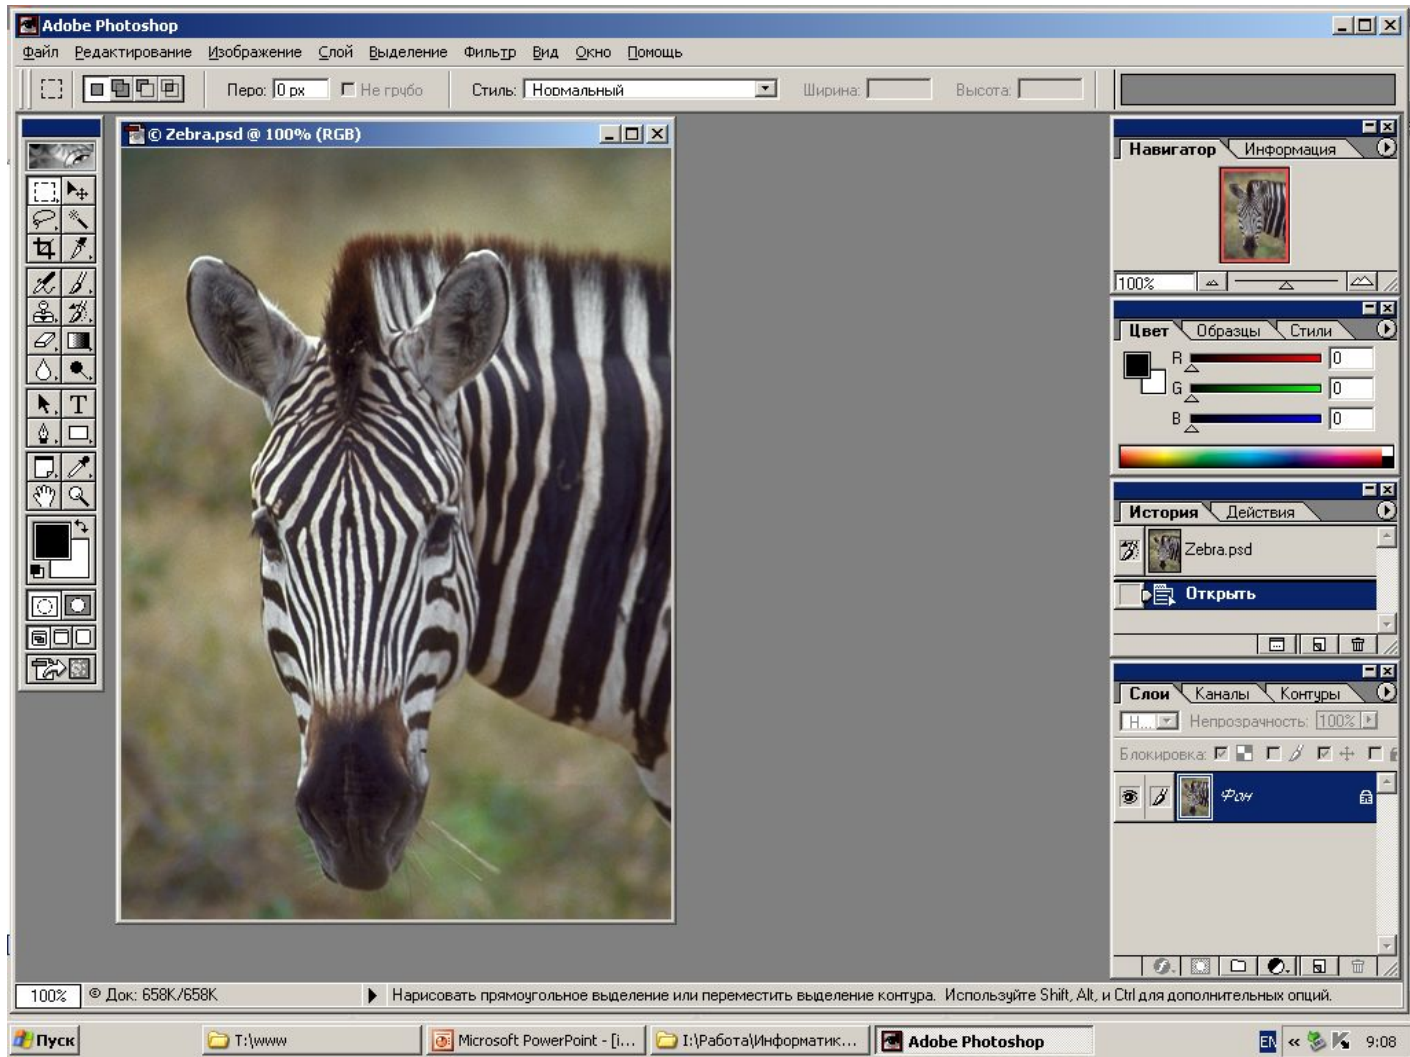 Adobe Photoshop
Файл Редактирование Изображение Слой Выделение Фильтр Вид Окно Помощь
Перо: 0 px Не грубо Стиль: Нормальный Ширина: Высота:
© Zebra.psd @ 100% (RGB)
Навигатор Информация
100%
Цвет Образцы Стили
R 0
G 0
B 0
T
История Действия
Zebra.psd
Открыть
Слои Каналы Контуры
Н... Непрозрачность: 100%
Блокировка:
Фон
100% © Док: 658K/658K Нарисовать прямоугольное выделение или переместить выделение контура. Используйте Shift, Alt, и Ctrl для дополнительных опций.
Пуск T:\www Microsoft PowerPoint - [i... I:\Работа\Информатик... Adobe Photoshop EN « 9:08